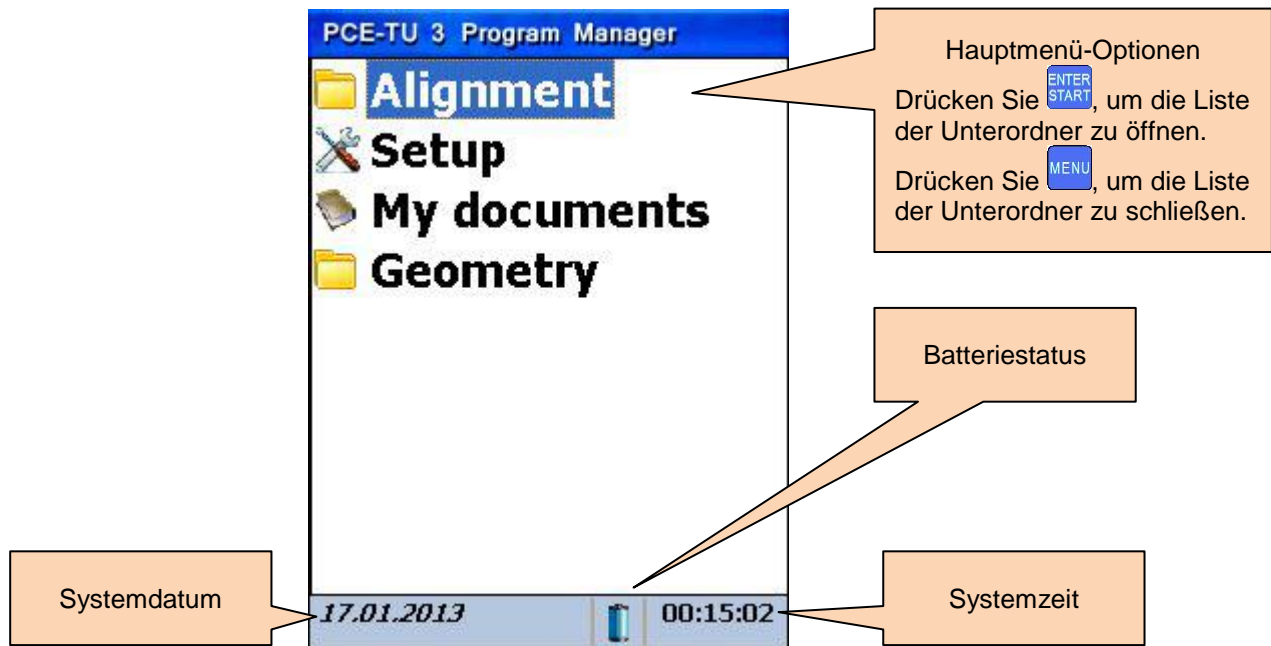 PCE-TU 3 Program Manager
Alignment
Setup
My documents
Geometry
17.01.2013
00:15:02
Hauptmenü-Optionen
Drücken Sie ENTER START, um die Liste
der Unterordner zu öffnen.
Drücken Sie MENU, um die Liste
der Unterordner zu schließen.
Batteriestatus
Systemdatum
Systemzeit